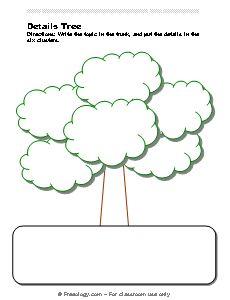 Details Tree
Directions: Write the topic in the trunk, and put the details in the
six clusters.
© Freeology.com – For classroom use only